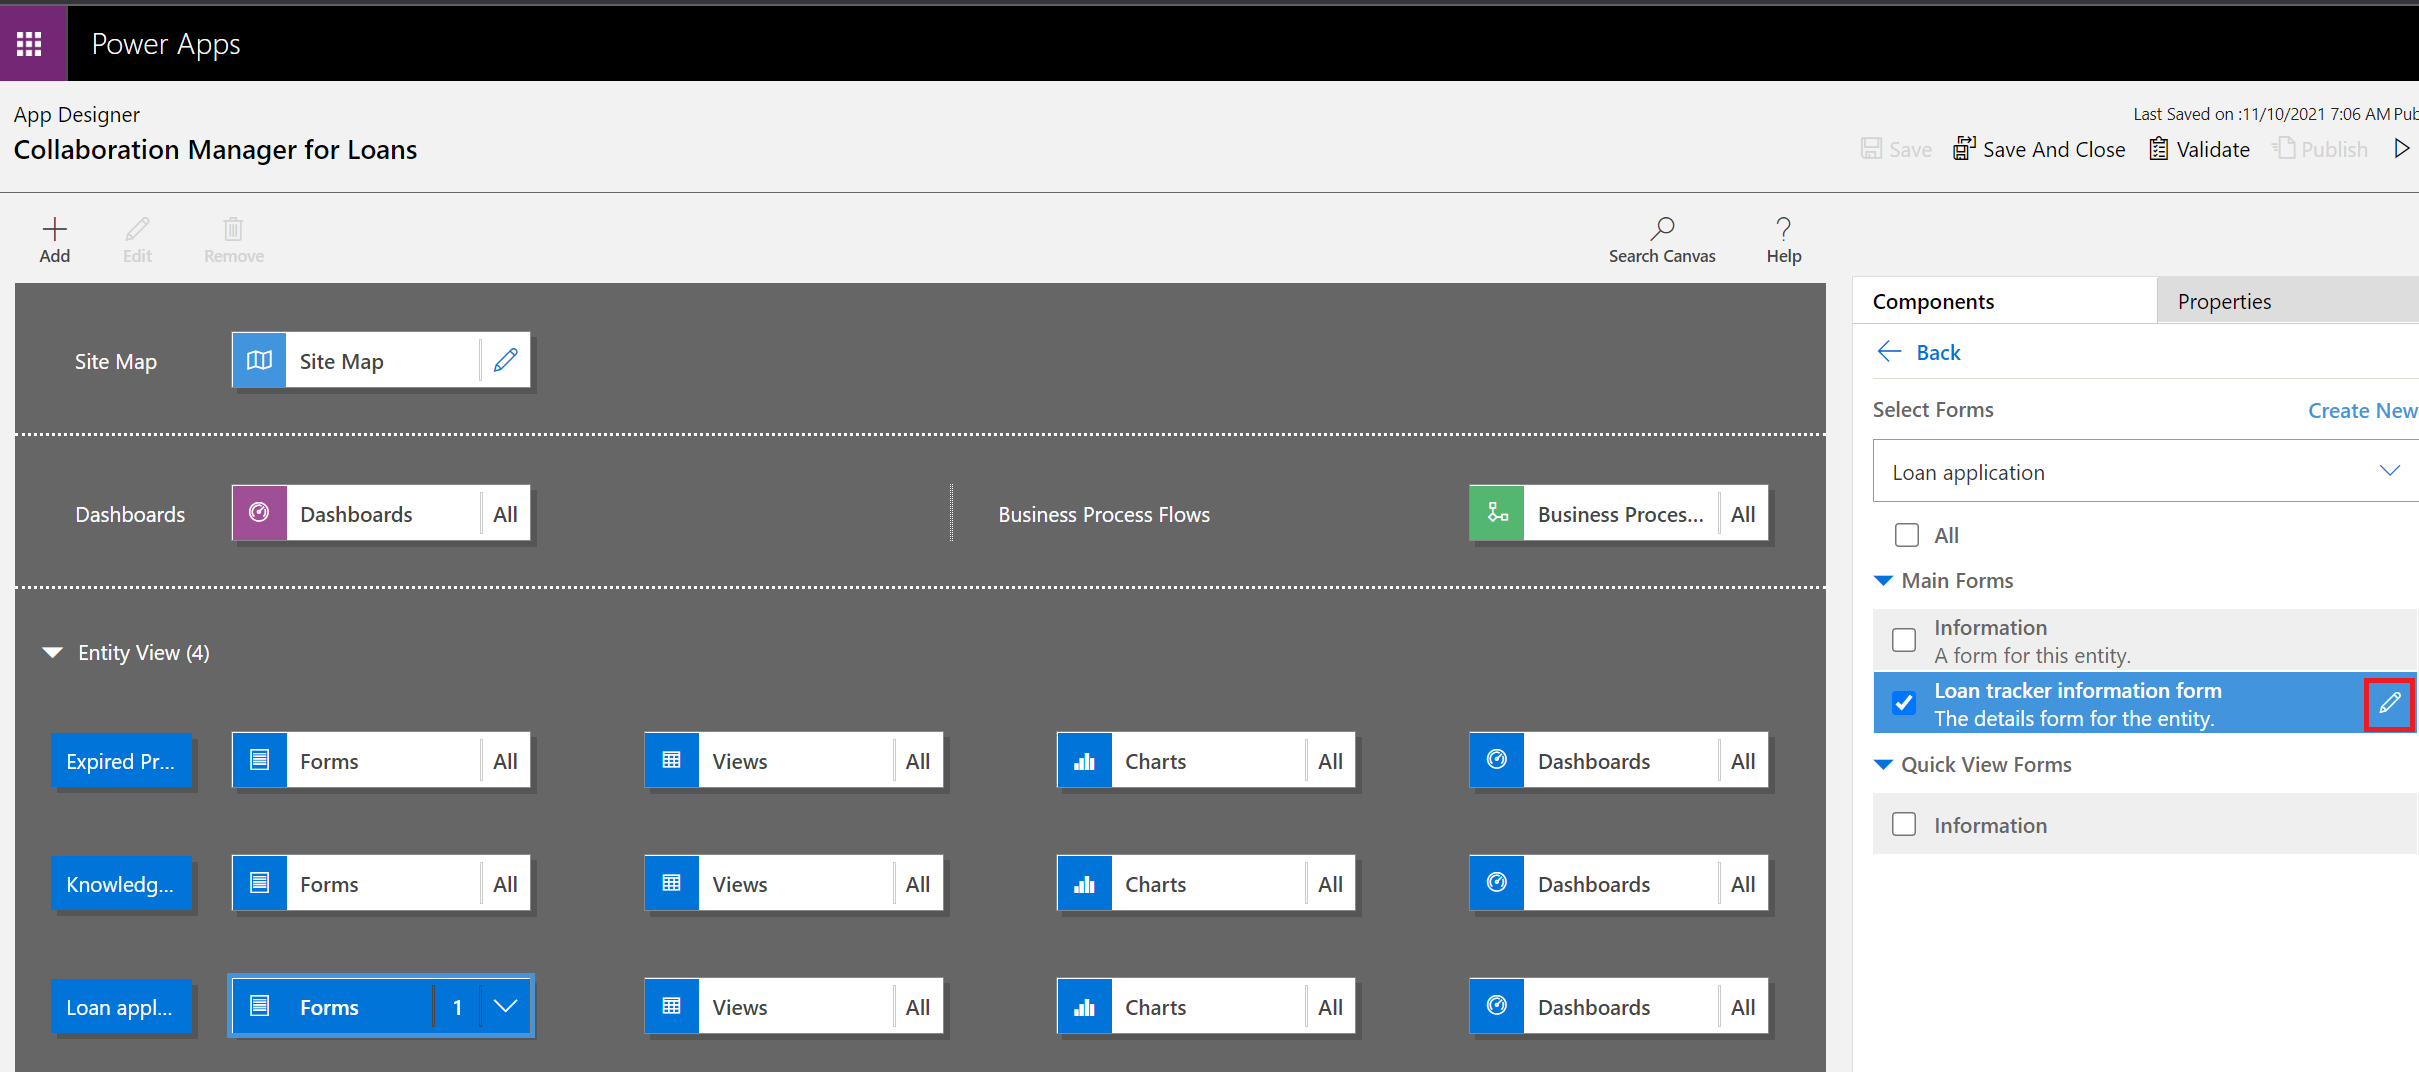 Power Apps
App Designer
Collaboration Manager for Loans
Last Saved on :11/10/2021 7:06 AM Pub
Save
Save And Close
Validate
Publish
Add
Edit
Remove
Search Canvas
Help
Site Map
Site Map
Dashboards
Dashboards
All
Business Process Flows
Business Proces...
All
Entity View (4)
Expired Pr...
Forms
All
Views
All
Charts
All
Dashboards
All
Knowledg...
Forms
All
Views
All
Charts
All
Dashboards
All
Loan appl...
Forms
1
Views
All
Charts
All
Dashboards
All
Components
Properties
Back
Select Forms
Create New
Loan application
All
Main Forms
Information
A form for this entity.
Loan tracker information form
The details form for the entity.
Quick View Forms
Information